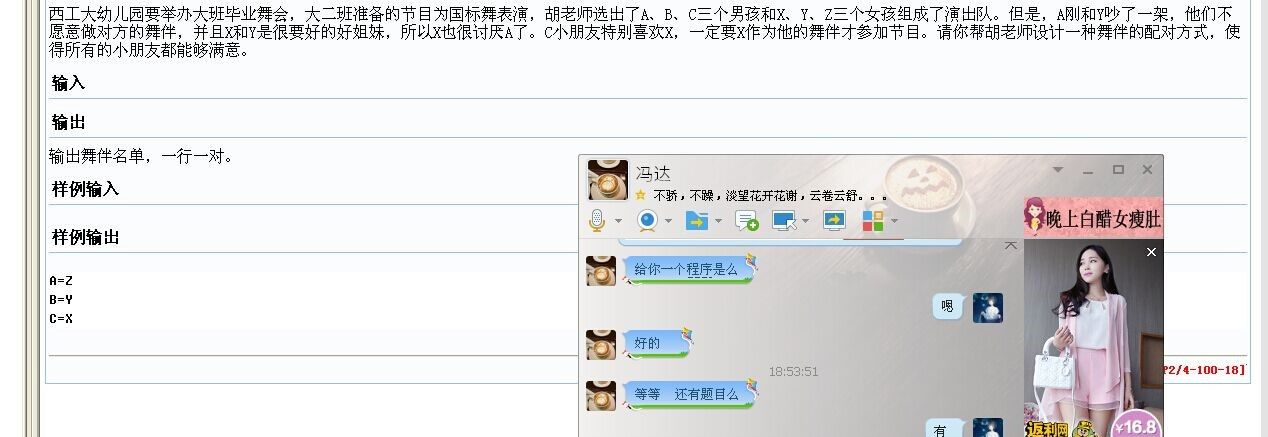 西工大幼儿园要举办大班毕业舞会，大二班准备的节目为国标舞表演，胡老师选出了A、B、C三个男孩和X、Y、Z三个女孩组成了演出队。但是，A刚和Y吵了一架，他们不
愿意做对方的舞伴，并且X和Y是很要好的好姐妹，所以X也很讨厌A了。C小朋友特别喜欢X，一定要X作为他的舞伴才参加节目。请你帮胡老师设计一种舞伴的配对方式，使
得所有的小朋友都能够满意。
输入
输出
输出舞伴名单，一行一对。
样例输入
样例输出
A=Z
B=Y
C=X
P2/4-100-18]
冯达
不骄，不躁，淡望花开花谢，云卷云舒。。。
晚上白醋女瘦肚
给你一个程序是么
嗯
好的
18:53:51
等等 还有题目么
有
返利网
¥16.8